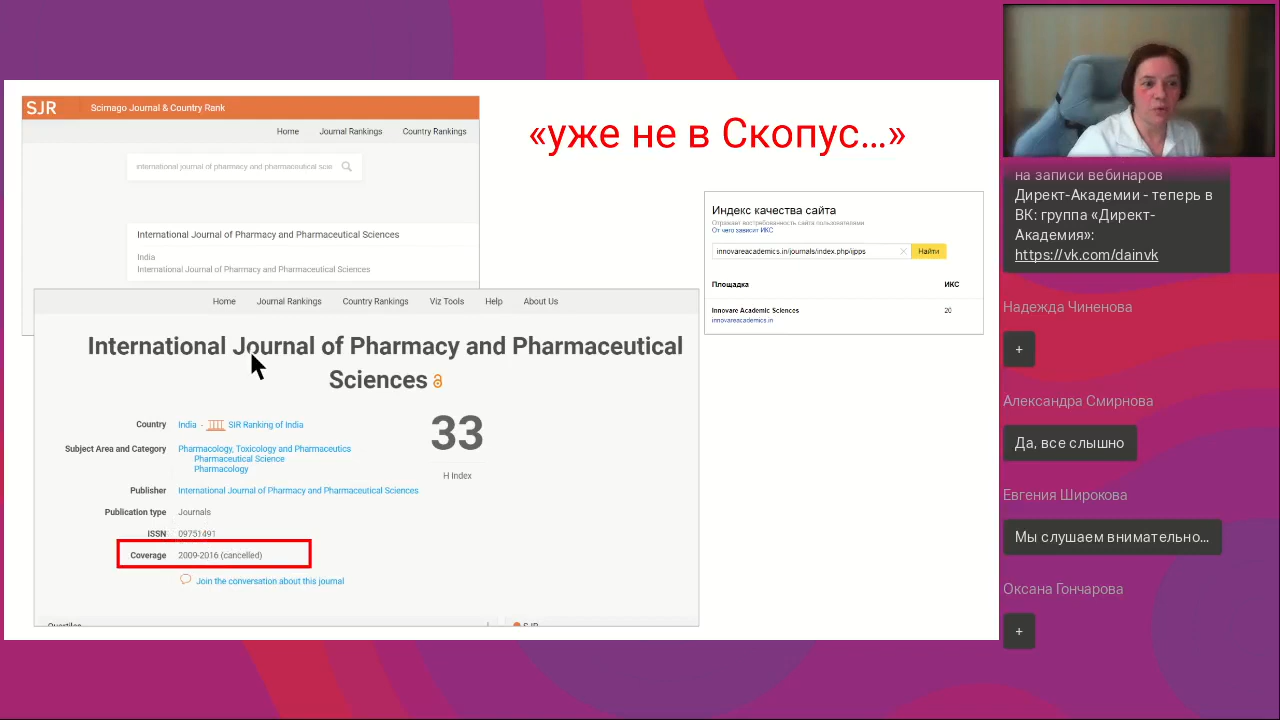 SJR
Scimago Journal & Country Rank
Home Journal Rankings Country Rankings
international journal of pharmacy and pharmaceutical scie
International Journal of Pharmacy and Pharmaceutical Sciences
India
International Journal of Pharmacy and Pharmaceutical Sciences
«уже не в Скопус...»
Индекс качества сайта
Отражает востребованность сайта пользователями
От чего зависит ИКС
innovareacademics.in/journals/index.php/ijpps
Найти
Площадка ИКС
Innovare Academic Sciences 20
innovareacademics.in
Home Journal Rankings Country Rankings Viz Tools Help About Us
International Journal of Pharmacy and Pharmaceutical
Sciences
Country India - SIR Ranking of India
Subject Area and Category Pharmacology, Toxicology and Pharmaceutics
Pharmaceutical Science
Pharmacology
Publisher International Journal of Pharmacy and Pharmaceutical Sciences
Publication type Journals
ISSN 09751491
Coverage 2009-2016 (cancelled)
Join the conversation about this journal
33
H Index
Quartiles
SJR
на записи вебинаров
Директ-Академии - теперь в
ВК: группа «Директ-
Академия»:
https://vk.com/dainvk
Надежда Чиненова
+
Александра Смирнова
Да, все слышно
Евгения Широкова
Мы слушаем внимательно...
Оксана Гончарова
+